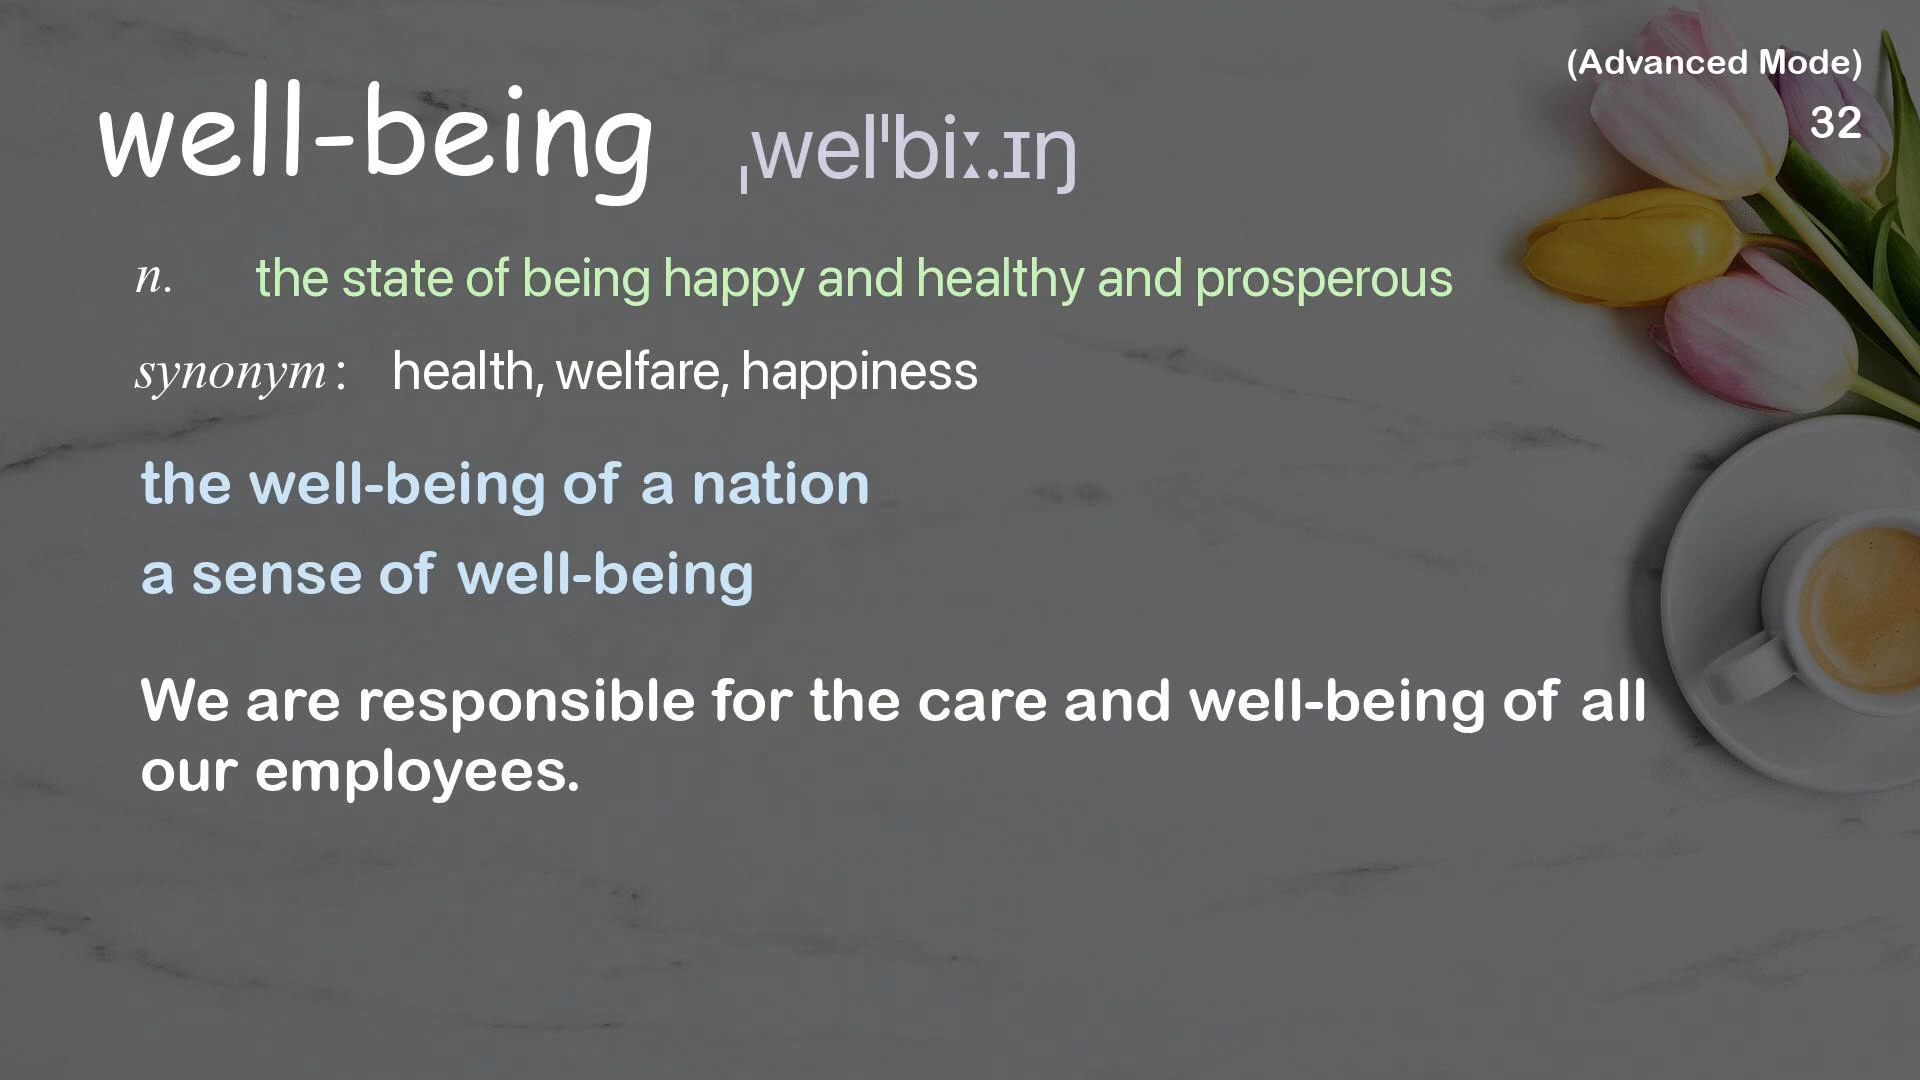 (Advanced Mode)
32
well-being ˌwelˈbiː.ɪŋ
n. the state of being happy and healthy and prosperous
synonym: health, welfare, happiness
the well-being of a nation
a sense of well-being
We are responsible for the care and well-being of all
our employees.